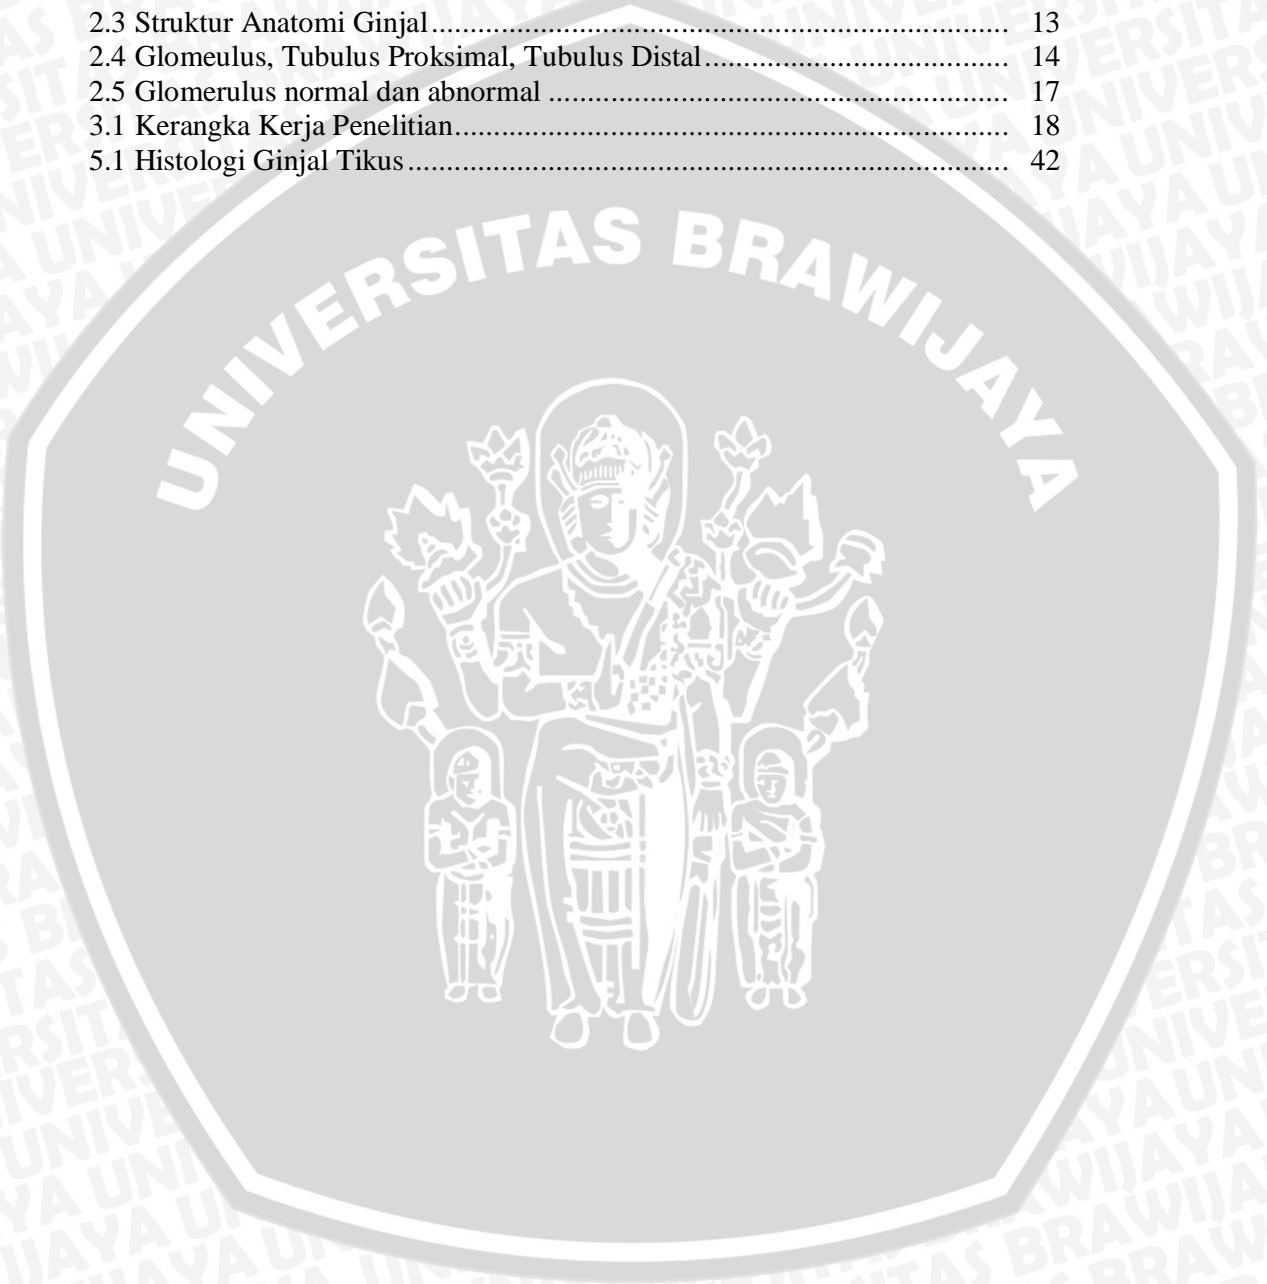 2.3 Struktur Anatomi Ginjal........................................................................... 13
2.4 Glomeulus, Tubulus Proksimal, Tubulus Distal....................................... 14
2.5 Glomerulus normal dan abnormal ............................................................ 17
3.1 Kerangka Kerja Penelitian........................................................................ 18
5.1 Histologi Ginjal Tikus.............................................................................. 42
UNIVERSITAS BRAWIJAYA